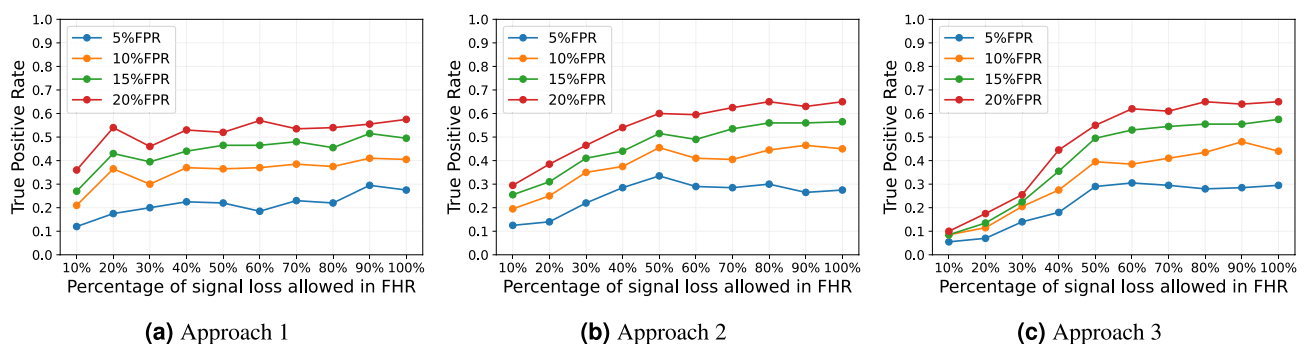 1.0
0.9
0.8
0.7
0.6
0.5
0.4
0.3
0.2
0.1
0.0
True Positive Rate
5%FPR
10%FPR
15%FPR
20%FPR
10% 20% 30% 40% 50% 60% 70% 80% 90% 100%
Percentage of signal loss allowed in FHR
(a) Approach 1
1.0
0.9
0.8
0.7
0.6
0.5
0.4
0.3
0.2
0.1
0.0
True Positive Rate
5%FPR
10%FPR
15%FPR
20%FPR
10% 20% 30% 40% 50% 60% 70% 80% 90% 100%
Percentage of signal loss allowed in FHR
(b) Approach 2
1.0
0.9
0.8
0.7
0.6
0.5
0.4
0.3
0.2
0.1
0.0
True Positive Rate
5%FPR
10%FPR
15%FPR
20%FPR
10% 20% 30% 40% 50% 60% 70% 80% 90% 100%
Percentage of signal loss allowed in FHR
(c) Approach 3